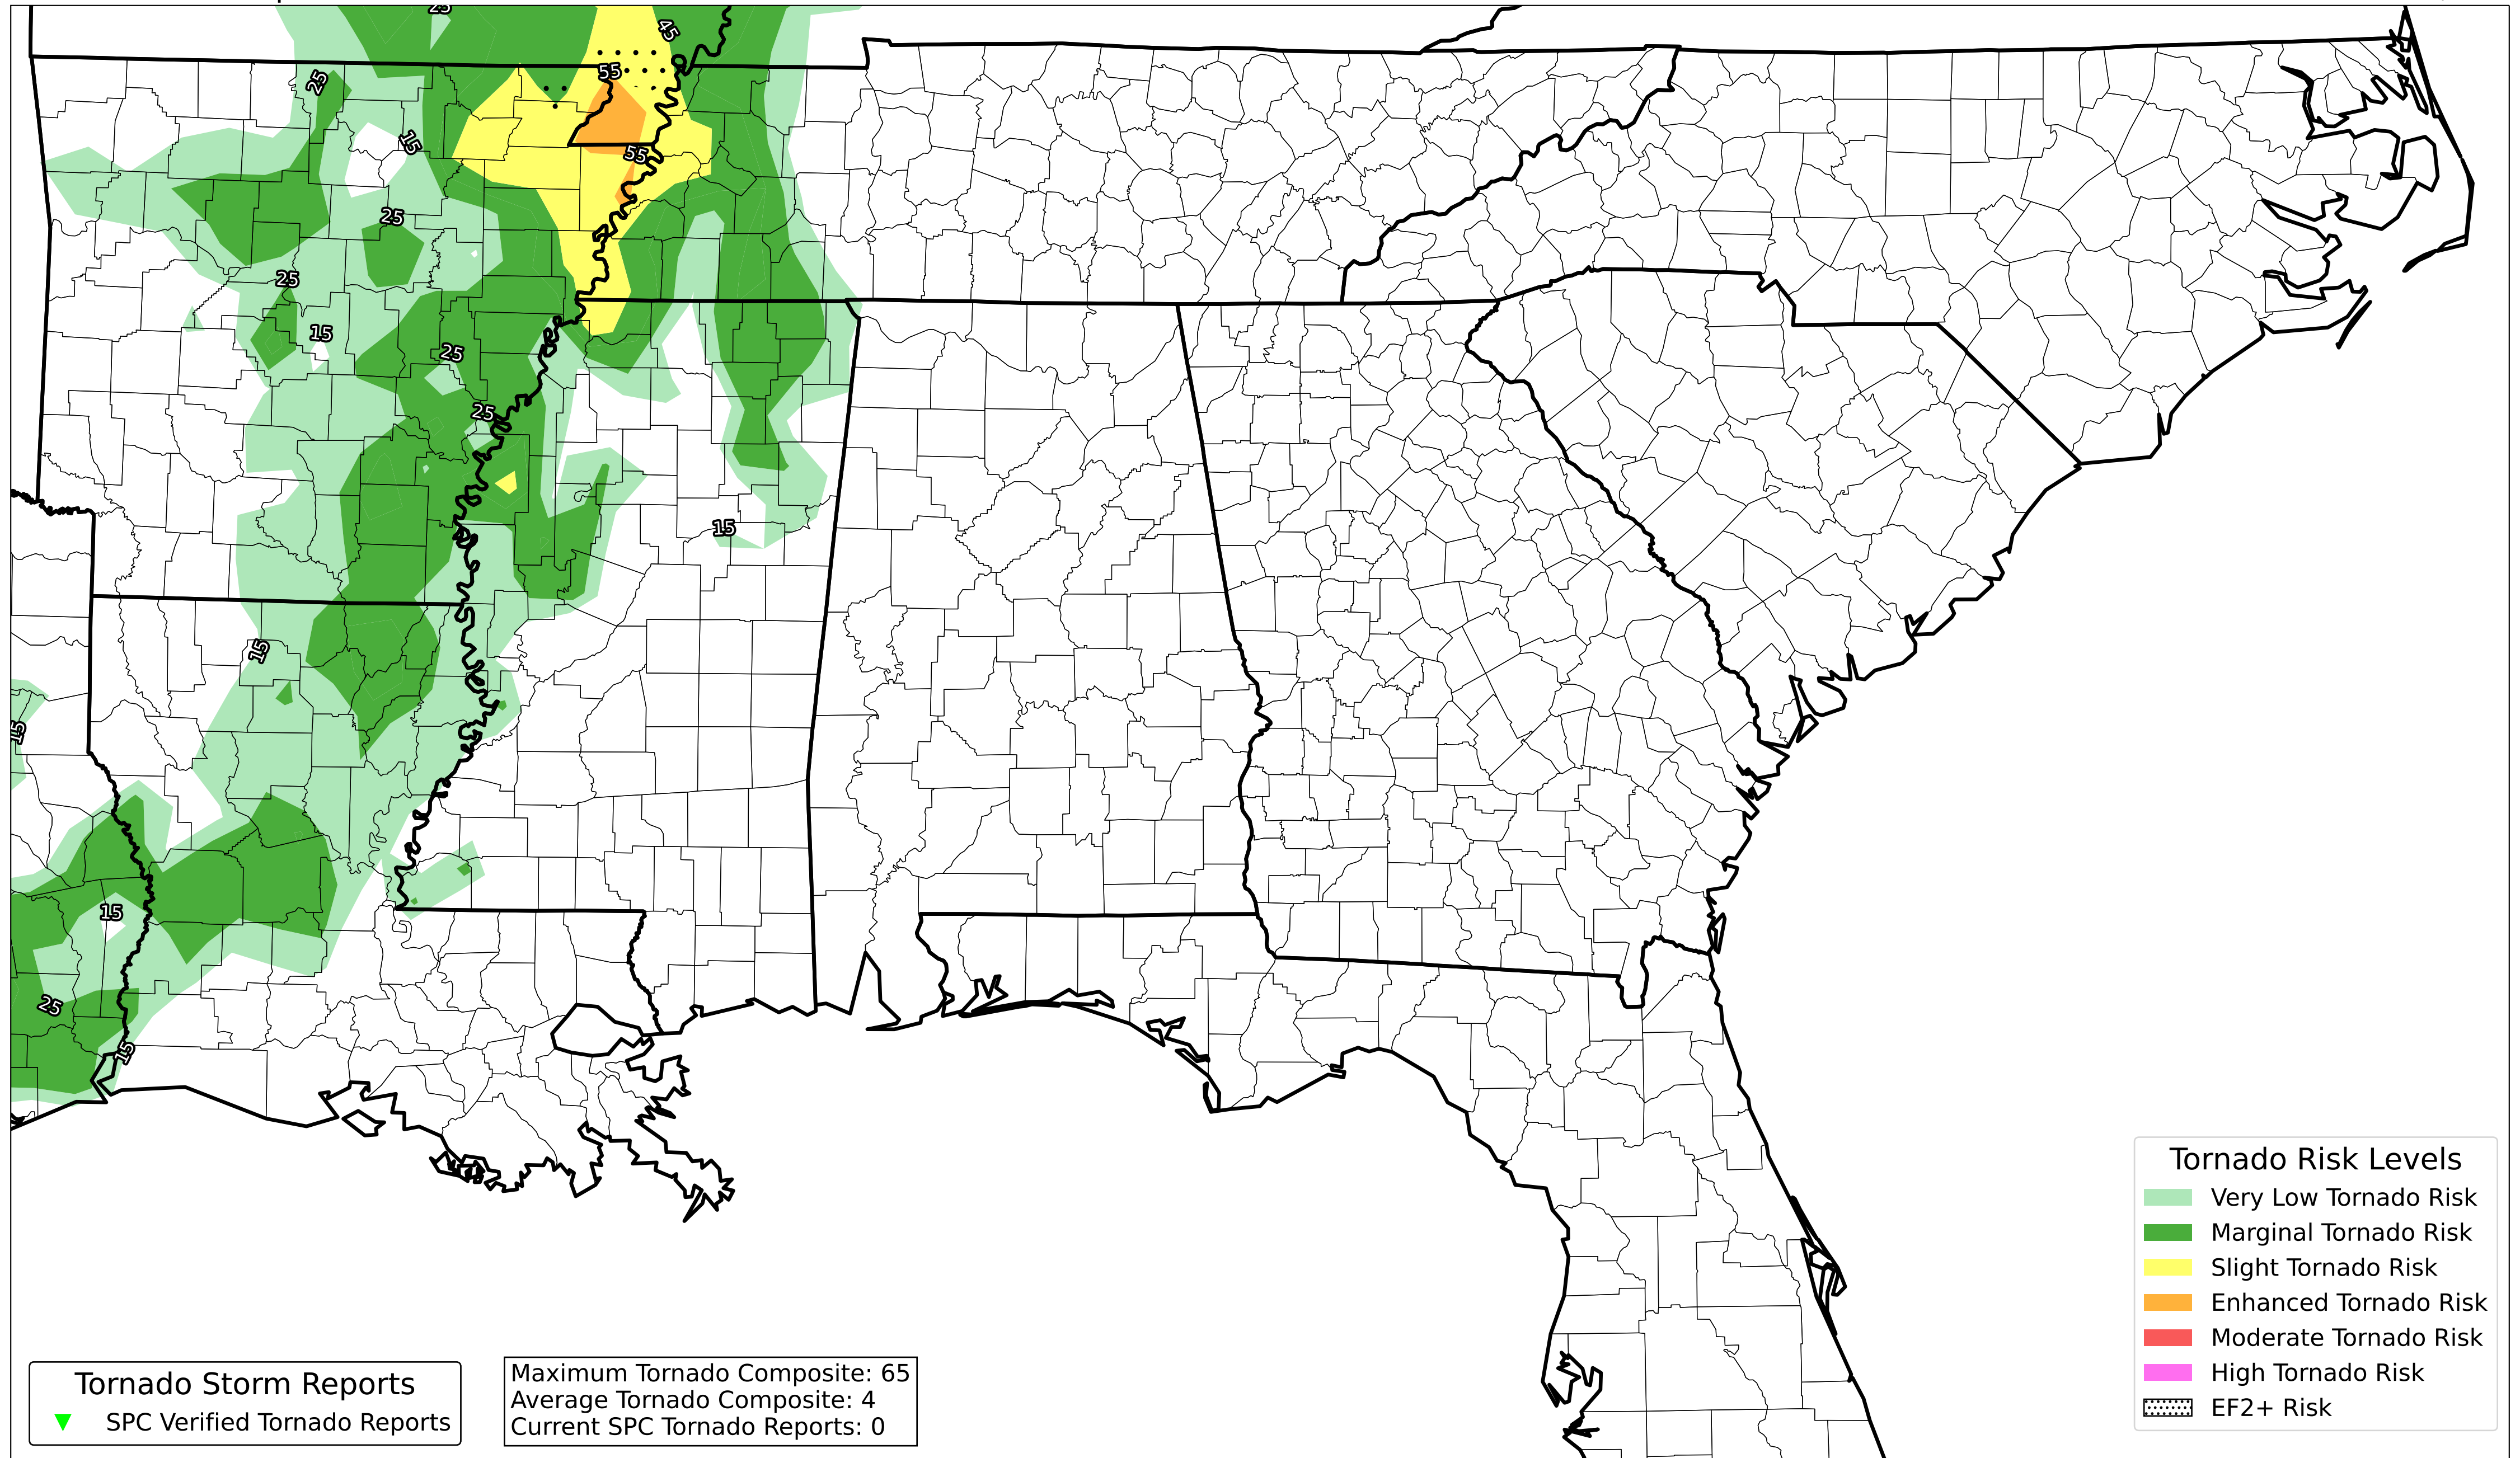 25
45
55
25
15
55
25
25
15
25
25
15
15
15
15
25
15
Tornado Risk Levels
Very Low Tornado Risk
Marginal Tornado Risk
Slight Tornado Risk
Enhanced Tornado Risk
Moderate Tornado Risk
High Tornado Risk
EF2+ Risk
Tornado Storm Reports
SPC Verified Tornado Reports
Maximum Tornado Composite: 65
Average Tornado Composite: 4
Current SPC Tornado Reports: 0